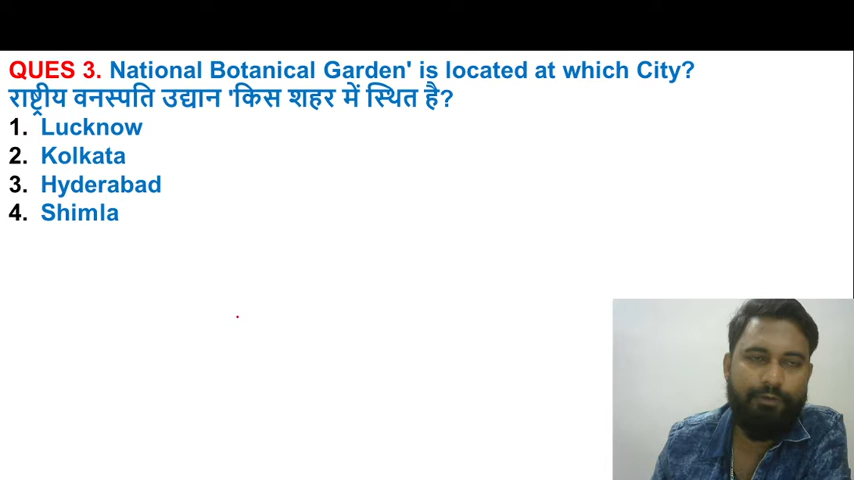 QUES 3. National Botanical Garden' is located at which City?
राष्ट्रीय वनस्पति उद्यान 'किस शहर में स्थित है?
1. Lucknow
2. Kolkata
3. Hyderabad
4. Shimla